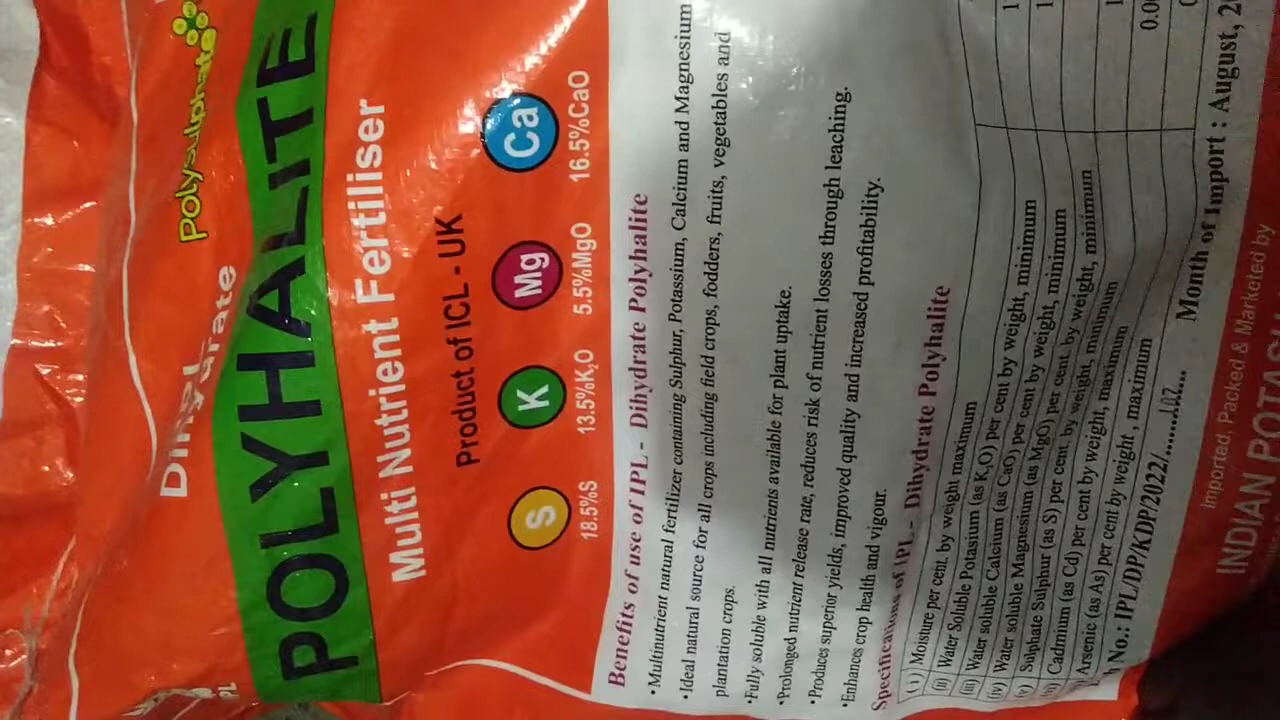 Polysulphate
Dihydrate
POLYHALITE
Multi Nutrient Fertiliser
Product of ICL - UK
S K Mg Ca
18.5%S 13.5%K2O 5.5%MgO 16.5%CaO
Benefits of use of IPL - Dihydrate Polyhalite
•Multinutrient natural fertilizer containing Sulphur, Potassium, Calcium and Magnesium
•Ideal natural source for all crops including field crops, fodders, fruits, vegetables and
plantation crops.
•Fully soluble with all nutrients available for plant uptake.
•Prolonged nutrient release rate, reduces risk of nutrient losses through leaching.
•Produces superior yields, improved quality and increased profitability.
•Enhances crop health and vigour.
Specifications of IPL- Dihydrate Polyhalite
(i) Moisture per cent. by weight maximum
(ii) Water Soluble Potasium (as K2O) per cent by weight, minimum
(iii) Water soluble Calcium (as CaO) per cent by weight, minimum
(iv) Water soluble Magnesium (as MgO) per cent by weight, minimum
(v) Sulphate Sulphur (as S) per cent. by weight, minimum
Cadmium (as Cd) per cent by weight, maximum
Arsenic (as As) per cent by weight, maximum
No.: IPL/DP/KDP/2022/.........107..... Month of Import : August,
Imported, Packed & Marketed by
INDIAN